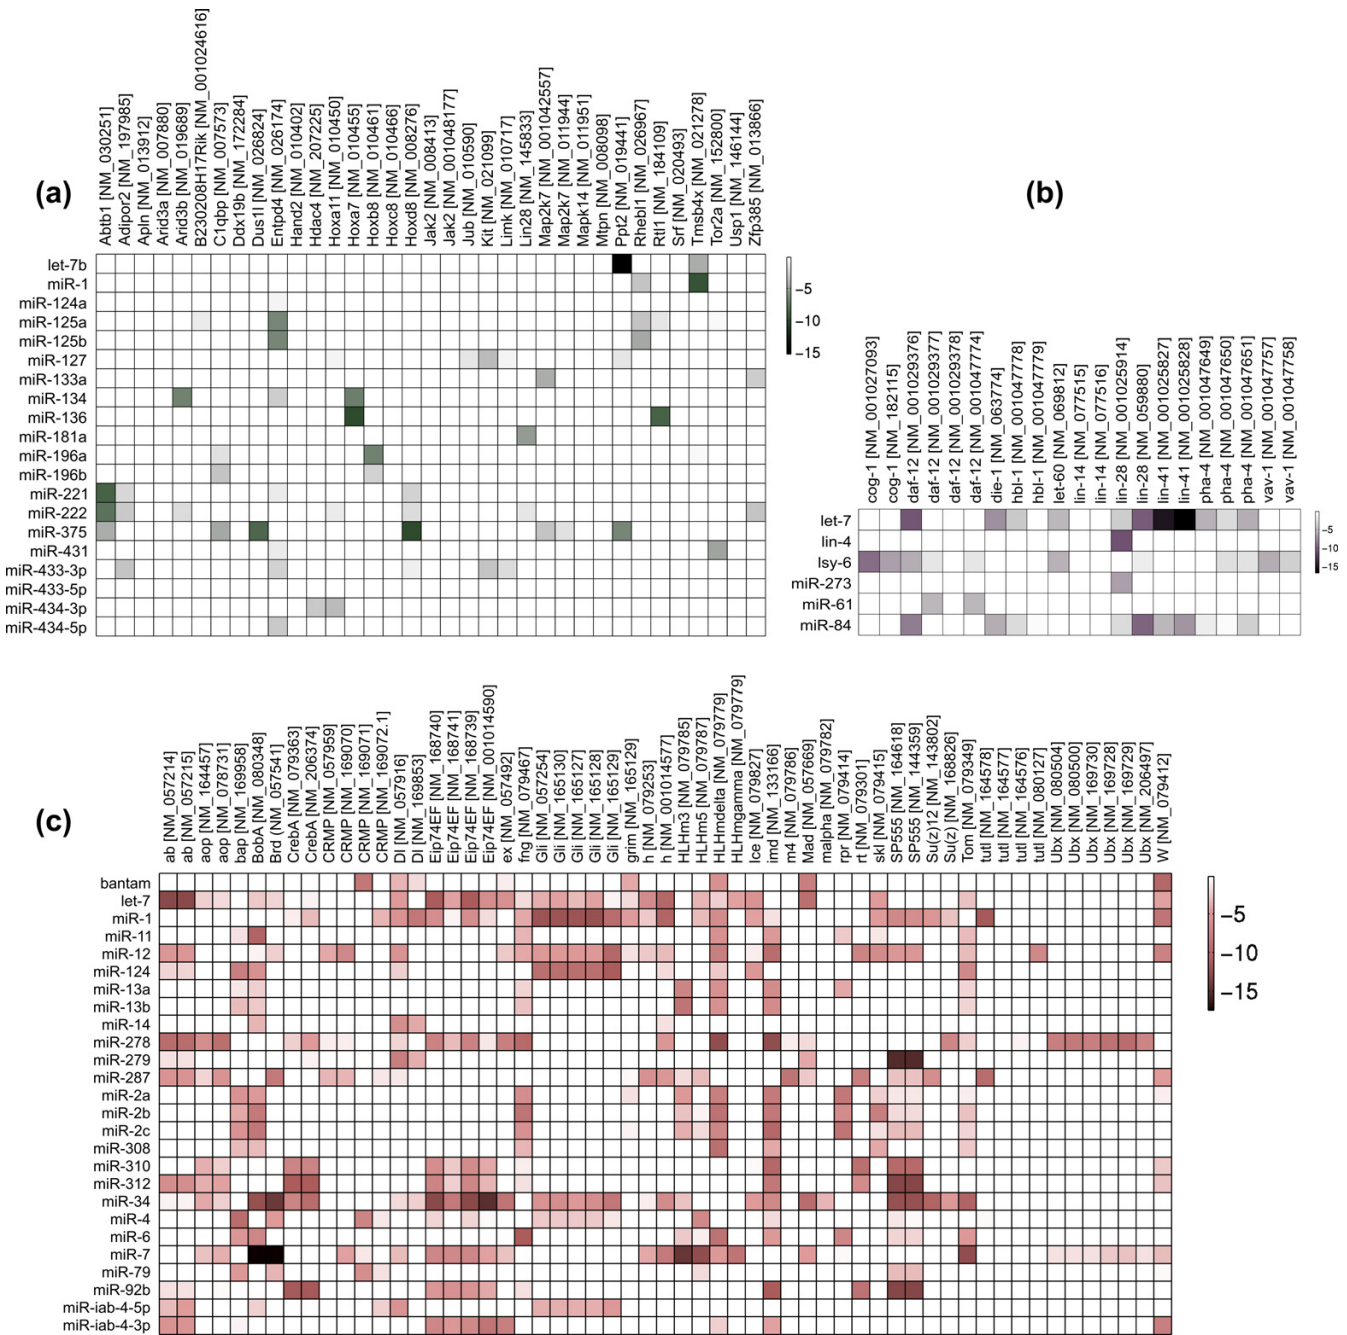 (a)
Abtb1 [NM_030251]
Adipor2 [NM_197985]
Apln [NM_013912]
Arid3a [NM_007880]
Arid3b [NM_019689]
B230208H17Rik [NM_001024616]
C1qbp [NM_007573]
Ddx19b [NM_172284]
Dus1l [NM_026824]
Entpd4 [NM_026174]
Hand2 [NM_010402]
Hdac4 [NM_207225]
Hoxa11 [NM_010450]
Hoxa7 [NM_010455]
Hoxb8 [NM_010461]
Hoxc8 [NM_010466]
Hoxd8 [NM_008276]
Jak2 [NM_008413]
Jak2 [NM_001048177]
Jub [NM_010590]
Kit [NM_021099]
Limk [NM_010717]
Lin28 [NM_145833]
Map2k7 [NM_001042557]
Map2k7 [NM_011944]
Mapk14 [NM_011951]
Mtpn [NM_008098]
Ppt2 [NM_019441]
Rhebl1 [NM_026967]
Rtl1 [NM_184109]
Srf [NM_020493]
Tmsb4x [NM_021278]
Tor2a [NM_152800]
Usp1 [NM_146144]
Zfp385 [NM_013866]
let-7b
miR-1
miR-124a
miR-125a
miR-125b
miR-127
miR-133a
miR-134
miR-136
miR-181a
miR-196a
miR-196b
miR-221
miR-222
miR-375
miR-431
miR-433-3p
miR-433-5p
miR-434-3p
miR-434-5p
-5
-10
-15
(b)
cog-1 [NM_001027093]
cog-1 [NM_182115]
daf-12 [NM_001029376]
daf-12 [NM_001029377]
daf-12 [NM_001029378]
daf-12 [NM_001047774]
die-1 [NM_063774]
hbl-1 [NM_001047778]
hbl-1 [NM_001047779]
let-60 [NM_069812]
lin-14 [NM_077515]
lin-14 [NM_077516]
lin-28 [NM_001025914]
lin-28 [NM_059880]
lin-41 [NM_001025827]
lin-41 [NM_001025828]
pha-4 [NM_001047649]
pha-4 [NM_001047650]
pha-4 [NM_001047651]
vav-1 [NM_001047757]
vav-1 [NM_001047758]
let-7
lin-4
lsy-6
miR-273
miR-61
miR-84
-5
-10
-15
(c)
ab [NM_057214]
ab [NM_057215]
aop [NM_164457]
aop [NM_078731]
bap [NM_169958]
BobA [NM_080348]
Brd (NM_057541]
CrebA [NM_079363]
CrebA [NM_206374]
CRMP [NM_057959]
CRMP [NM_169070]
CRMP [NM_169071]
CRMP [NM_169072.1]
Dl [NM_057916]
Dl [NM_169853]
Eip74EF [NM_168740]
Eip74EF [NM_168741]
Eip74EF [NM_168739]
Eip74EF [NM_001014590]
ex [NM_057492]
fng [NM_079467]
Gli [NM_057254]
Gli [NM_165130]
Gli [NM_165127]
Gli [NM_165128]
Gli [NM_165129]
grim [NM_165129]
h [NM_079253]
h [NM_001014577]
HLHm3 [NM_079785]
HLHm5 [NM_079787]
HLHmdelta [NM_079779]
HLHmgamma [NM_079779]
Ice [NM_079827]
imd [NM_133166]
m4 [NM_079786]
Mad [NM_057669]
malpha [NM_079782]
rpr [NM_079414]
rt [NM_079301]
skl [NM_079415]
SP555 [NM_164618]
SP555 [NM_144359]
Su(z)12 [NM_143802]
Su(z) [NM_168826]
Tom [NM_079349]
tutl [NM_164578]
tutl [NM_164577]
tutl [NM_164576]
tutl [NM_080127]
Ubx [NM_080504]
Ubx [NM_080500]
Ubx [NM_169730]
Ubx [NM_169728]
Ubx [NM_169729]
Ubx [NM_206497]
W [NM_079412]
bantam
let-7
miR-1
miR-11
miR-12
miR-124
miR-13a
miR-13b
miR-14
miR-278
miR-279
miR-287
miR-2a
miR-2b
miR-2c
miR-308
miR-310
miR-312
miR-34
miR-4
miR-6
miR-7
miR-79
miR-92b
miR-iab-4-5p
miR-iab-4-3p
-5
-10
-15